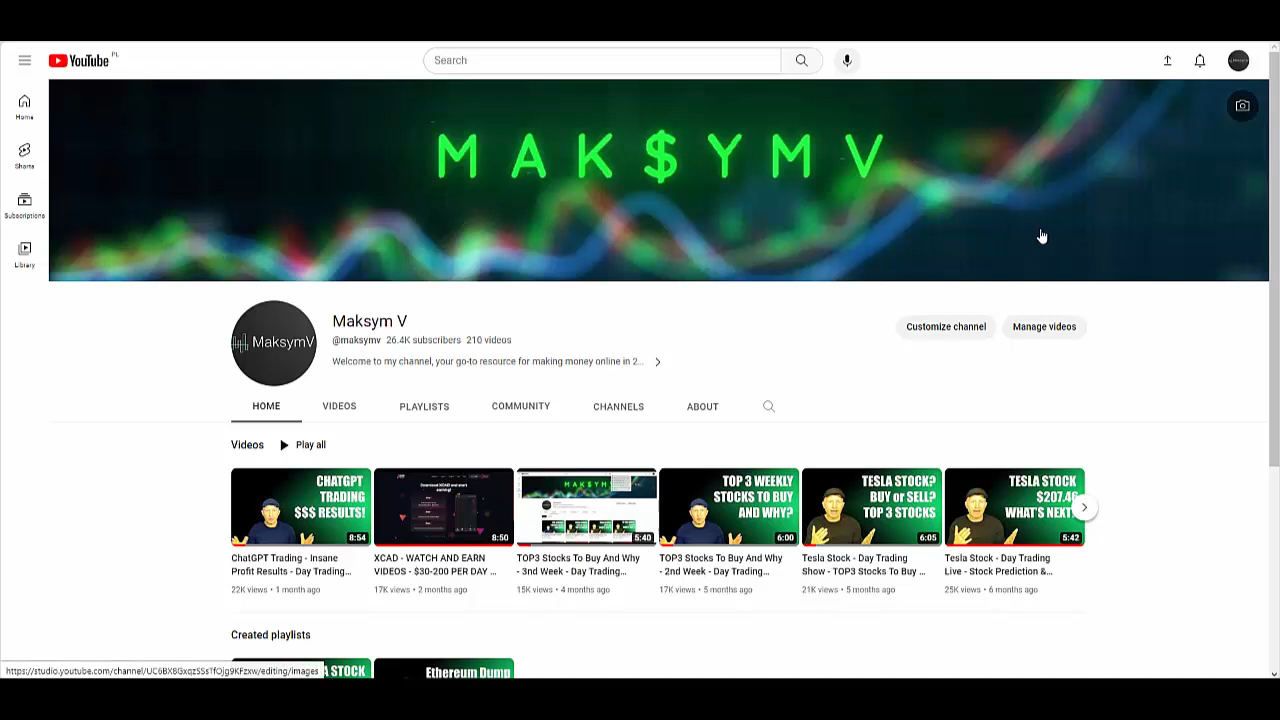 YouTube PL
Search
Home
Shorts
Subscriptions
Library
MAK$YMV
MaksymV
Maksym V
@maksymv 26.4K subscribers 210 videos
Welcome to my channel, your go-to resource for making money online in 2...
Customize channel
Manage videos
HOME VIDEOS PLAYLISTS COMMUNITY CHANNELS ABOUT
Videos Play all
CHATGPT
TRADING
$$$ RESULTS!
8:54
ChatGPT Trading - Insane
Profit Results - Day Trading...
22K views • 1 month ago
8:50
XCAD - WATCH AND EARN
VIDEOS - $30-200 PER DAY ...
17K views • 2 months ago
MAK$YMV
5:40
TOP3 Stocks To Buy And Why
- 3nd Week - Day Trading...
15K views • 4 months ago
TOP 3 WEEKLY
STOCKS TO BUY
AND WHY?
6:00
TOP3 Stocks To Buy And Why
- 2nd Week - Day Trading...
17K views • 5 months ago
TESLA STOCK?
BUY or SELL?
TOP 3 STOCKS
6:05
Tesla Stock - Day Trading
Show - TOP3 Stocks To Buy ...
21K views • 5 months ago
TESLA STOCK
$207.46
WHAT'S NEXT
5:42
Tesla Stock - Day Trading
Live - Stock Prediction &...
25K views • 6 months ago
Created playlists
A STOCK
Ethereum Dump